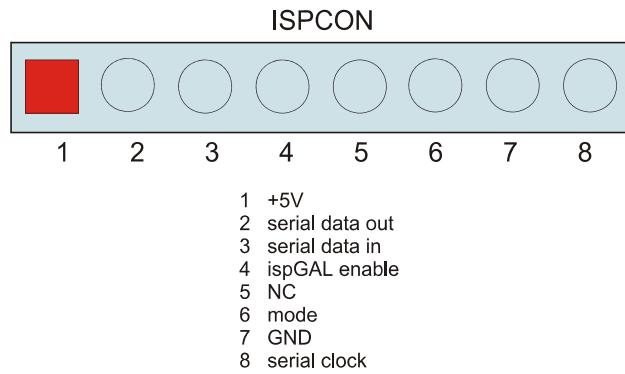 ISPCON
1 2 3 4 5 6 7 8
1 +5V
2 serial data out
3 serial data in
4 ispGAL enable
5 NC
6 mode
7 GND
8 serial clock